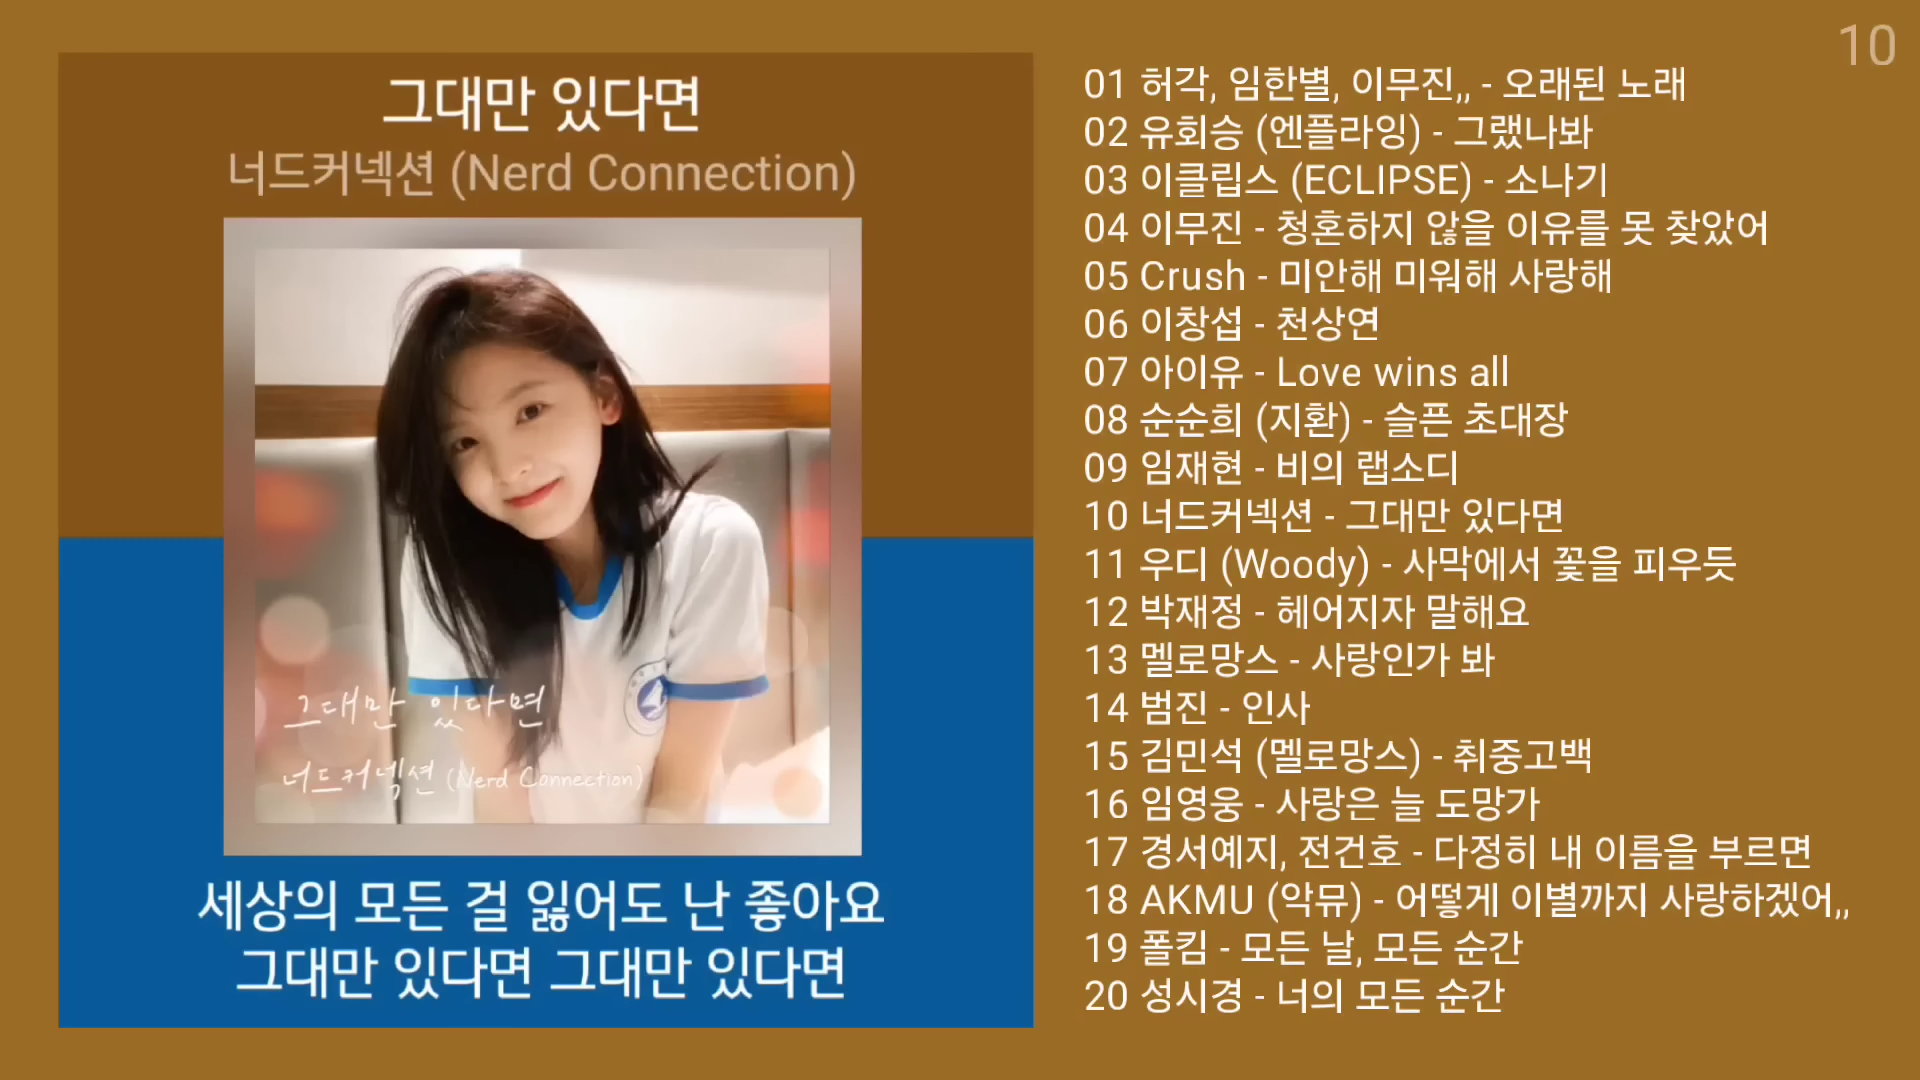 10
그대만 있다면
너드커넥션 (Nerd Connection)
그대만 있다면
너드커넥션 (Nerd Connection)
세상의 모든 걸 잃어도 난 좋아요
그대만 있다면 그대만 있다면
01 허각, 임한별, 이무진,, - 오래된 노래
02 유회승 (엔플라잉) - 그랬나봐
03 이클립스 (ECLIPSE) - 소나기
04 이무진 - 청혼하지 않을 이유를 못 찾았어
05 Crush - 미안해 미워해 사랑해
06 이창섭 - 천상연
07 아이유 - Love wins all
08 순순희 (지환) - 슬픈 초대장
09 임재현 - 비의 랩소디
10 너드커넥션 - 그대만 있다면
11 우디 (Woody) - 사막에서 꽃을 피우듯
12 박재정 - 헤어지자 말해요
13 멜로망스 - 사랑인가 봐
14 범진 - 인사
15 김민석 (멜로망스) - 취중고백
16 임영웅 - 사랑은 늘 도망가
17 경서예지, 전건호 - 다정히 내 이름을 부르면
18 AKMU (악뮤) - 어떻게 이별까지 사랑하겠어,,
19 폴킴 - 모든 날, 모든 순간
20 성시경 - 너의 모든 순간